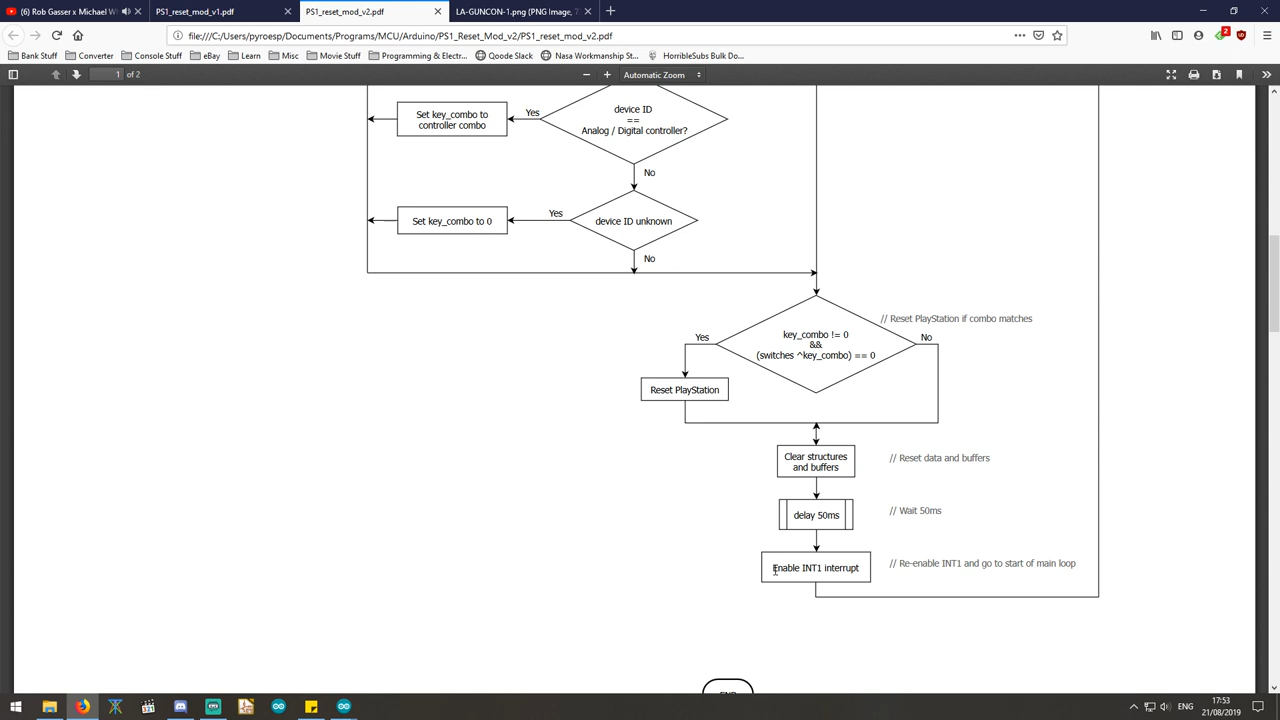 (6) Rob Gasser x Michael W
PS1_reset_mod_v1.pdf
PS1_reset_mod_v2.pdf
LA-GUNCON-1.png (PNG Image, 7
file:///C:/Users/pyroesp/Documents/Programs/MCU/Arduino/PS1_Reset_Mod_v2/PS1_reset_mod_v2.pdf
2
Bank Stuff
Converter
Console Stuff
eBay
Learn
Misc
Movie Stuff
Programming & Electr...
Qoode Slack
Nasa Workmanship St...
HorribleSubs Bulk Do...
1
of 2
Automatic Zoom
Set key_combo to
controller combo
Yes
device ID
==
Analog / Digital controller?
No
Set key_combo to 0
Yes
device ID unknown
No
// Reset PlayStation if combo matches
Yes
key_combo != 0
&&
(switches ^key_combo) == 0
No
Reset PlayStation
Clear structures
and buffers
// Reset data and buffers
delay 50ms
// Wait 50ms
Enable INT1 interrupt
// Re-enable INT1 and go to start of main loop
END
ENG
17:53
21/08/2019